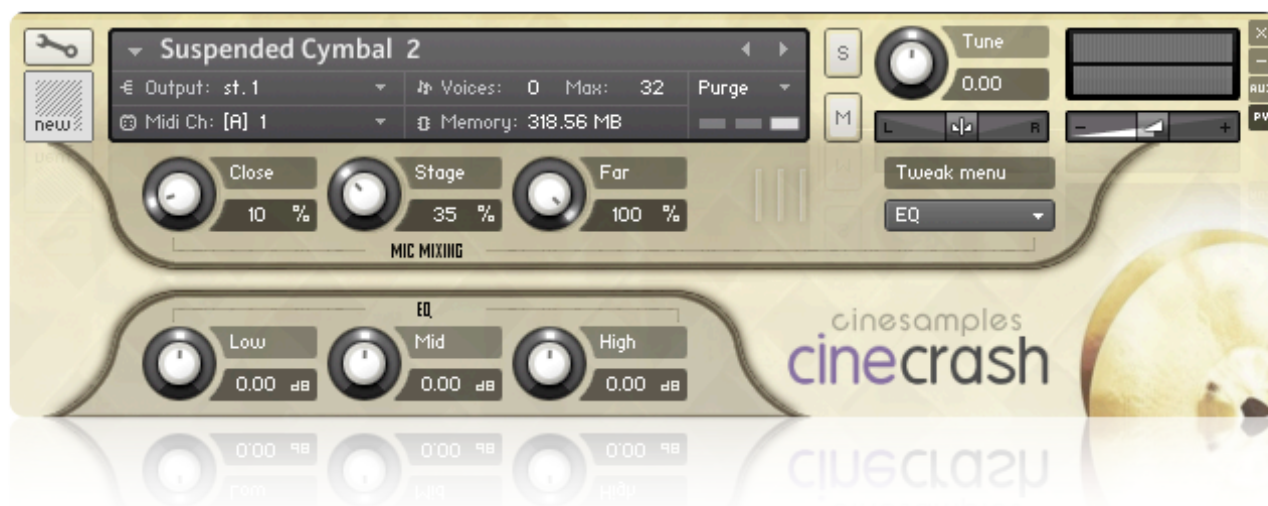 Suspended Cymbal 2
S
Tune
0.00
X
-
AUX
PV
new
Output: st.1
Voices: 0 Max: 32
Purge
Midi Ch: [A] 1
Memory: 318.56 MB
M
L R
- +
Close
10 %
Stage
35 %
Far
100 %
MIC MIXING
Tweak menu
EQ
EQ
Low
0.00 dB
Mid
0.00 dB
High
0.00 dB
cinesamples
cinecrash